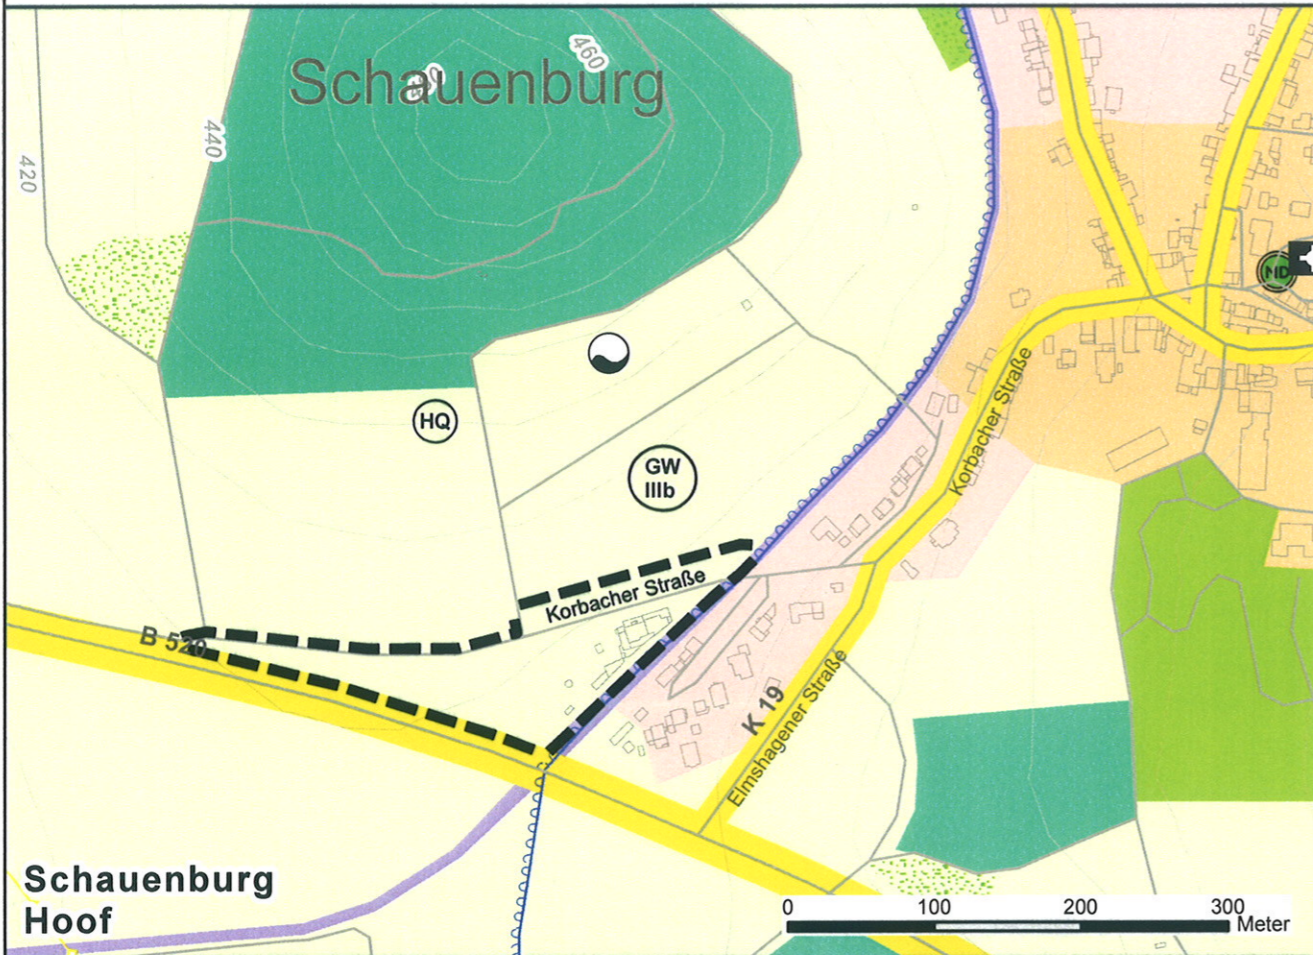 460
Schauenburg
440
420
ND
Korbacher Straße
HQ
GW
IIIb
Korbacher Straße
B 520
K 19
Elmshagener Straße
Schauenburg
Hoof
0 100 200 300
Meter